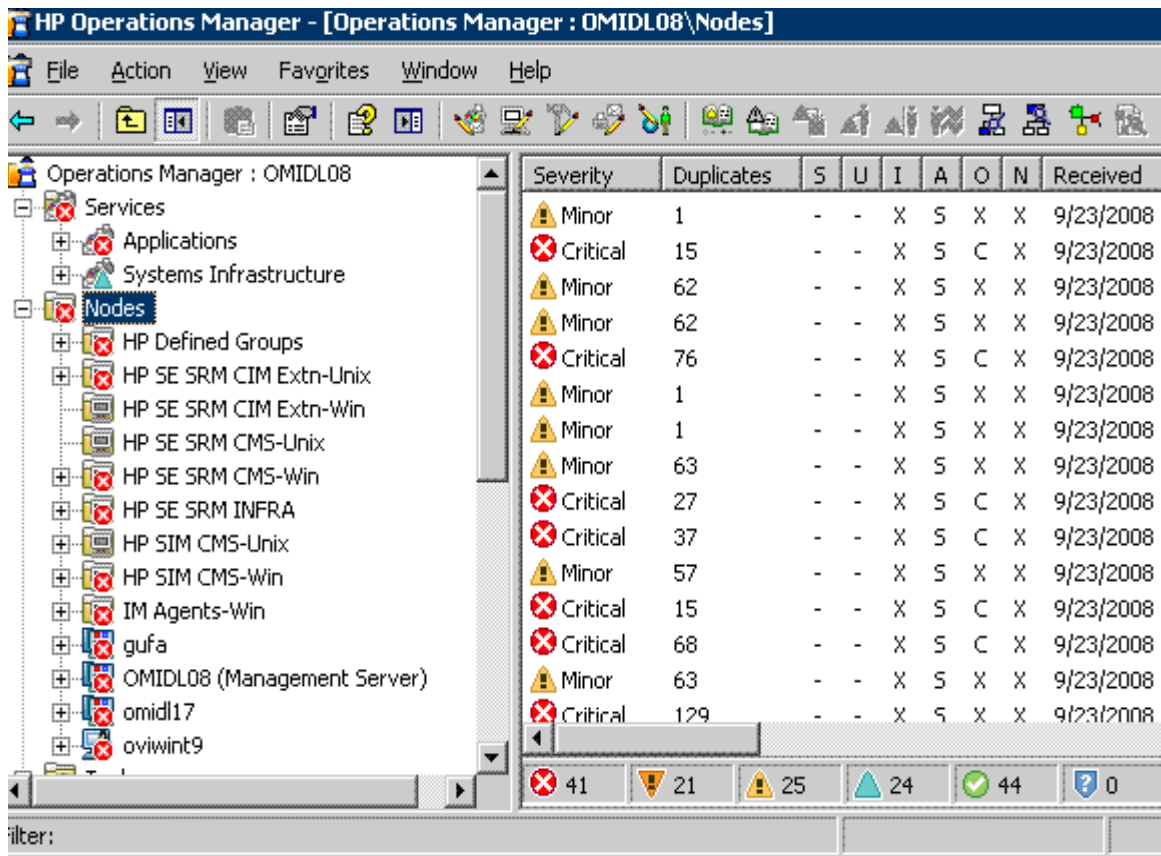 HP Operations Manager - [Operations Manager : OMIDL08\Nodes]
File Action View Favorites Window Help
Operations Manager : OMIDL08
Services
Applications
Systems Infrastructure
Nodes
HP Defined Groups
HP SE SRM CIM Extn-Unix
HP SE SRM CIM Extn-Win
HP SE SRM CMS-Unix
HP SE SRM CMS-Win
HP SE SRM INFRA
HP SIM CMS-Unix
HP SIM CMS-Win
IM Agents-Win
gufa
OMIDL08 (Management Server)
omidl17
oviwint9
Severity Duplicates S U I A O N Received
Minor 1 - - X S X X 9/23/2008
Critical 15 - - X S C X 9/23/2008
Minor 62 - - X S X X 9/23/2008
Minor 62 - - X S X X 9/23/2008
Critical 76 - - X S C X 9/23/2008
Minor 1 - - X S X X 9/23/2008
Minor 1 - - X S X X 9/23/2008
Minor 63 - - X S X X 9/23/2008
Critical 27 - - X S C X 9/23/2008
Critical 37 - - X S C X 9/23/2008
Minor 57 - - X S X X 9/23/2008
Critical 15 - - X S C X 9/23/2008
Critical 68 - - X S C X 9/23/2008
Minor 63 - - X S X X 9/23/2008
Critical 129 - - X S X X 9/23/2008
41 21 25 24 44 0
Filter: